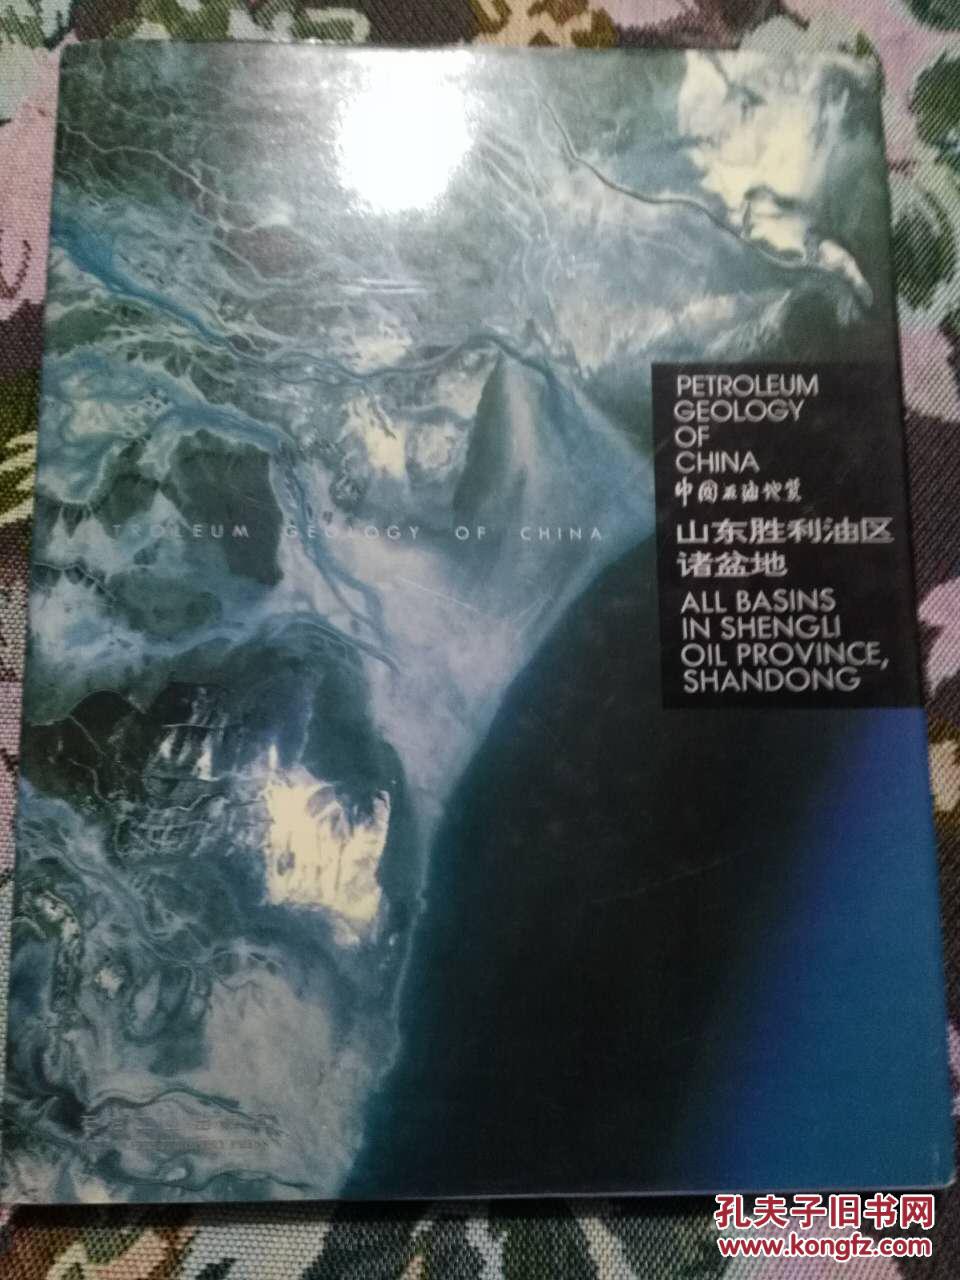 PETROLEUM
GEOLOGY
OF
CHINA
中国石油地质
山东胜利油区
诸盆地
ALL BASINS
IN SHENGLI
OIL PROVINCE,
SHANDONG
TROLEUM GEOLOGY OF CHINA
孔夫子旧书网
www.kongfz.com